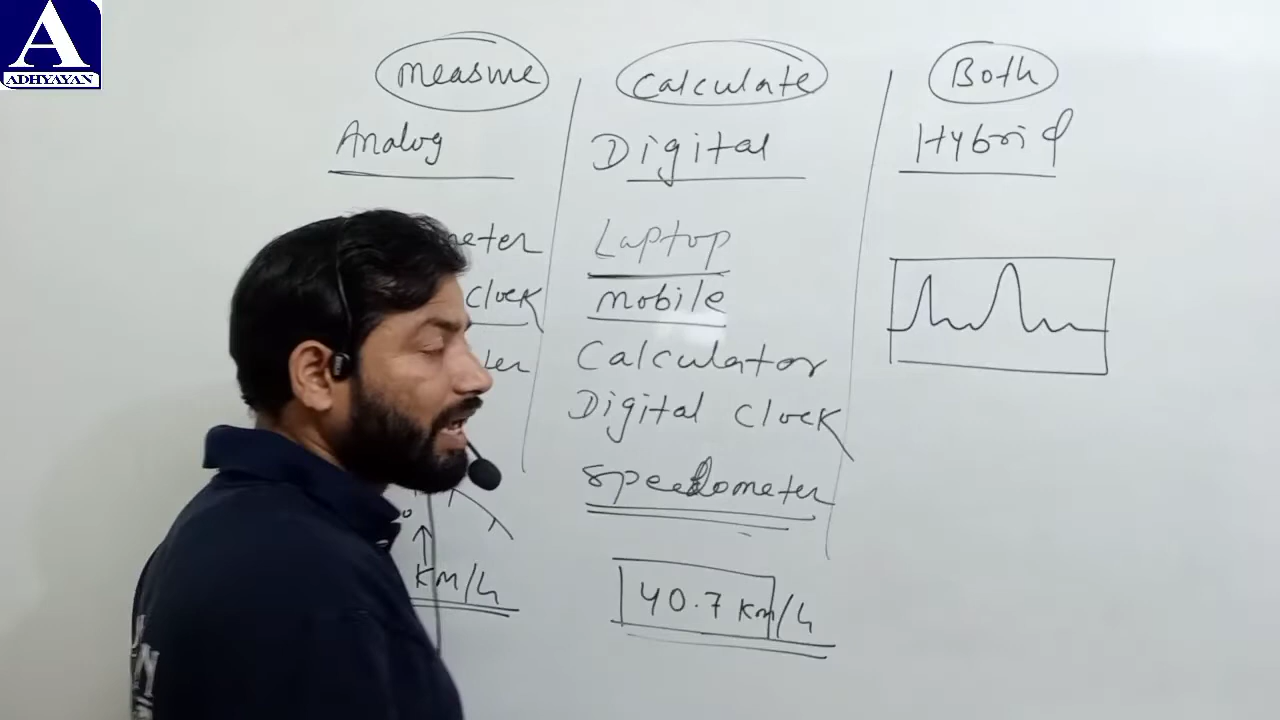 A
ADHYAYAN
measure
Analog
meter
clock
Km/h
calculate
Digital
Laptop
mobile
Calculator
Digital clock
speedometer
40.7 Km/h
Both
Hybrid